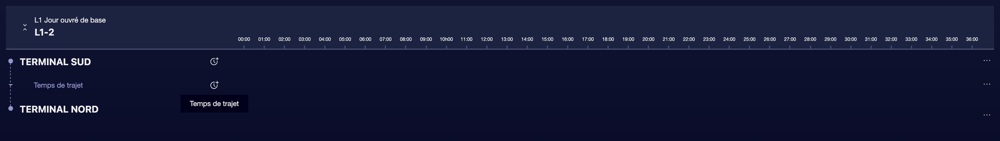 L1 Jour ouvré de base
L1-2
00:00 01:00 02:00 03:00 04:00 05:00 06:00 07:00 08:00 09:00 10h00 11:00 12:00 13:00 14:00 15:00 16:00 17:00 18:00 19:00 20:00 21:00 22:00 23:00 24:00 25:00 26:00 27:00 28:00 29:00 30:00 31:00 32:00 33:00 34:00 35:00 36:00
TERMINAL SUD
Temps de trajet
Temps de trajet
TERMINAL NORD